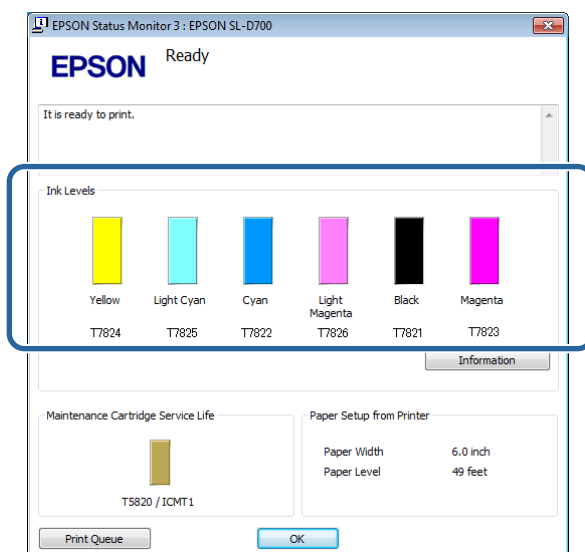 EPSON Status Monitor 3 : EPSON SL-D700
EPSON
Ready
It is ready to print.
Ink Levels
Yellow Light Cyan Cyan Light Magenta Black Magenta
T7824 T7825 T7822 T7826 T7821 T7823
Information
Maintenance Cartridge Service Life
T5820 / ICMT1
Paper Setup from Printer
Paper Width 6.0 inch
Paper Level 49 feet
Print Queue OK